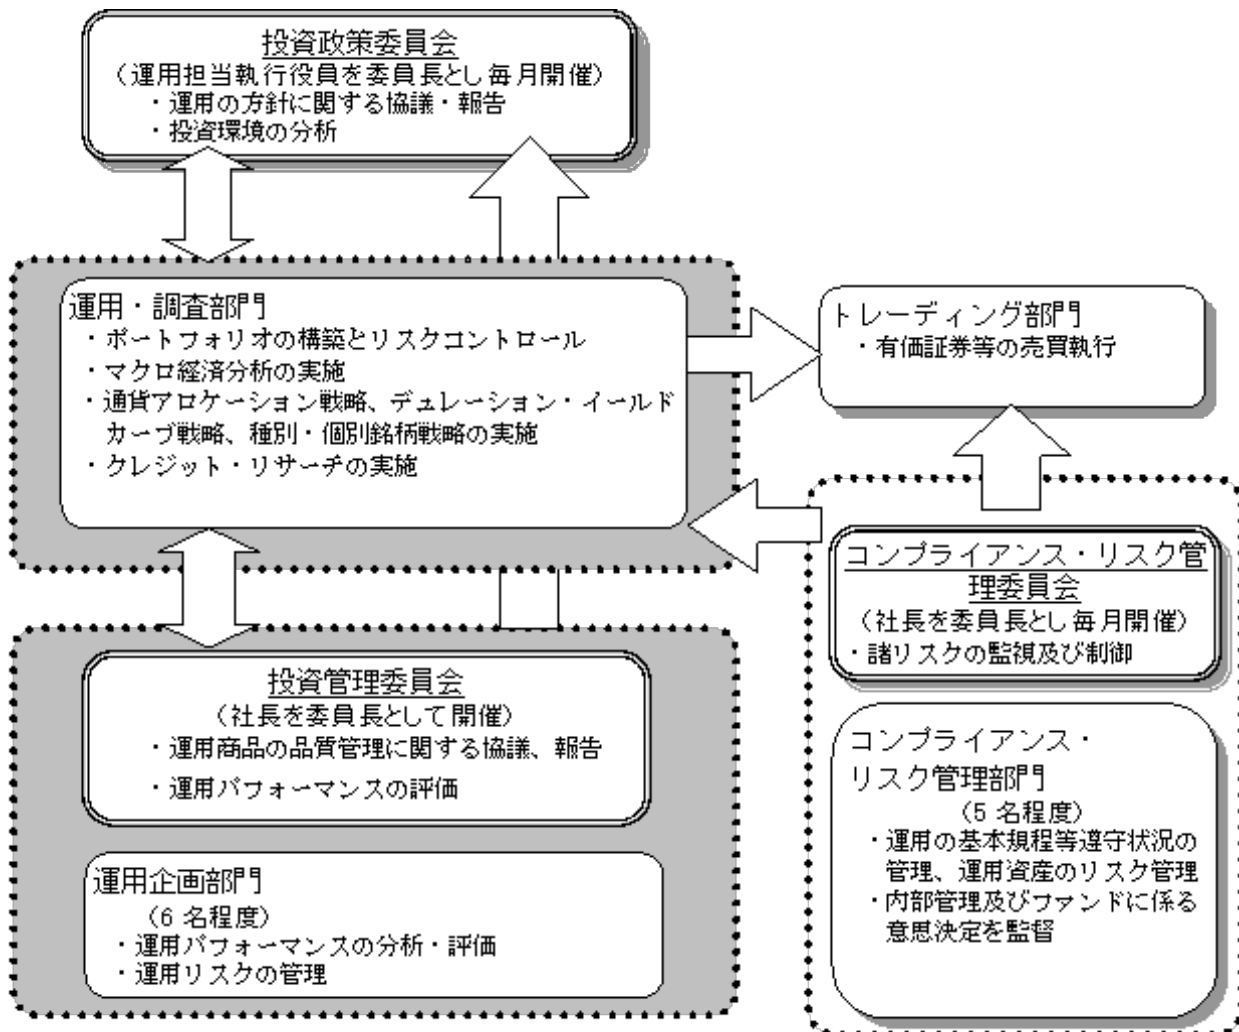 投資政策委員会
(運用担当執行役員を委員長とし毎月開催)
・運用の方針に関する協議・報告
・投資環境の分析
運用・調査部門
・ポートフォリオの構築とリスクコントロール
・マクロ経済分析の実施
・通貨アロケーション戦略、デュレーション・イールド
カーブ戦略、種別・個別銘柄戦略の実施
・クレジット・リサーチの実施
トレーディング部門
・有価証券等の売買執行
投資管理委員会
(社長を委員長として開催)
・運用商品の品質管理に関する協議、報告
・運用パフォーマンスの評価
運用企画部門
(6名程度)
・運用パフォーマンスの分析・評価
・運用リスクの管理
コンプライアンス・リスク管
理委員会
(社長を委員長とし毎月開催)
・諸リスクの監視及び制御
コンプライアンス・
リスク管理部門
(5名程度)
・運用の基本規程等遵守状況の
管理、運用資産のリスク管理
・内部管理及びファンドに係る
意思決定を監督